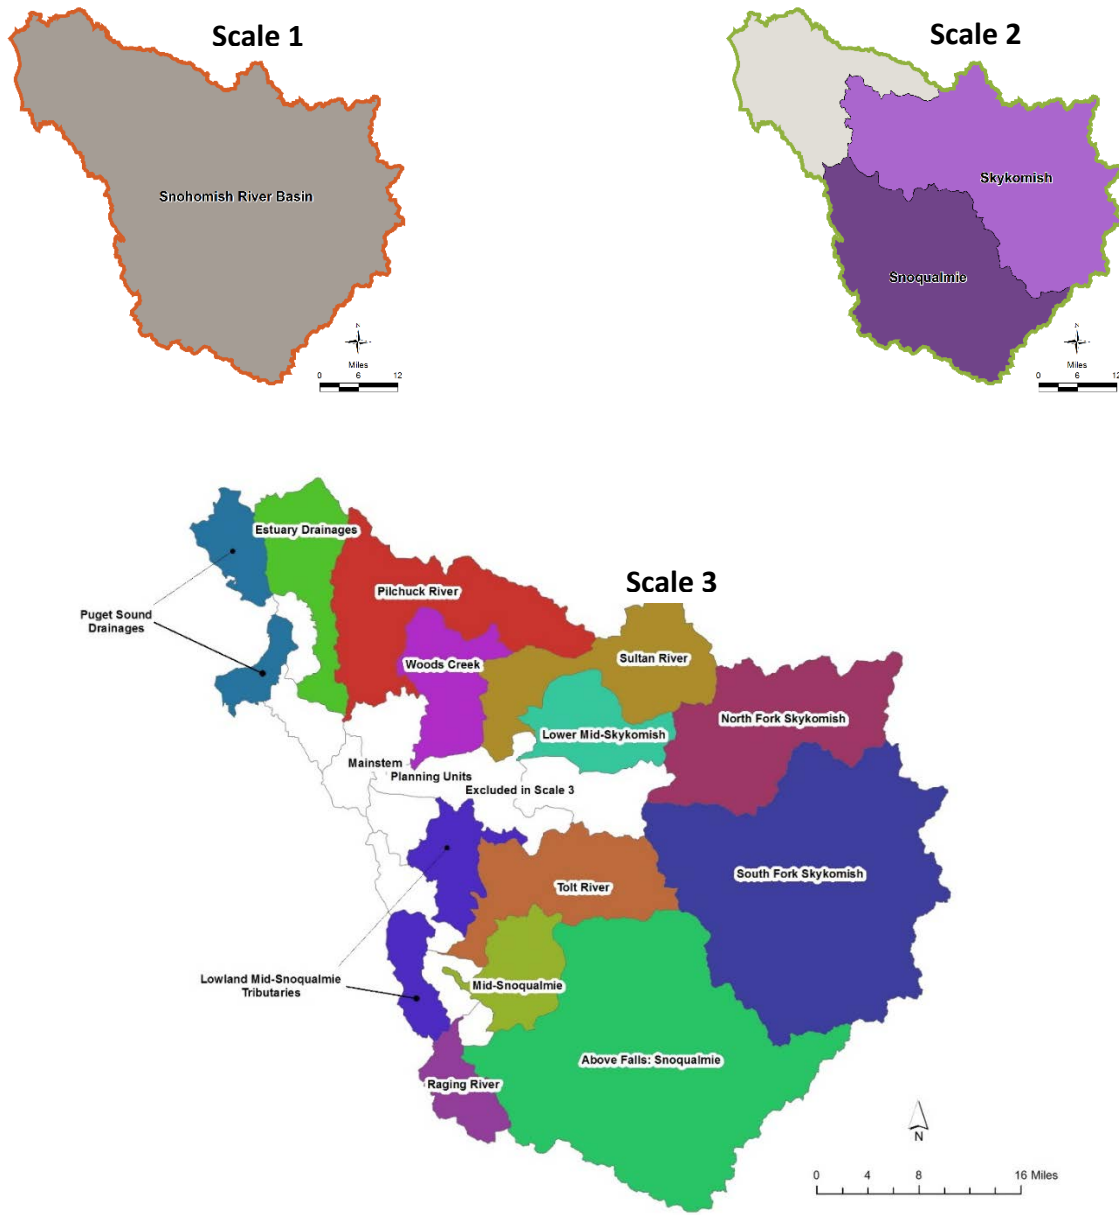 Scale 1
Snohomish River Basin
N
Miles
0 6 12
Scale 2
Skykomish
Snoqualmie
N
Miles
0 6 12
Scale 3
Estuary Drainages
Pilchuck River
Puget Sound
Drainages
Woods Creek
Sultan River
North Fork Skykomish
Lower Mid-Skykomish
Mainstem
Planning Units
Excluded in Scale 3
South Fork Skykomish
Tolt River
Lowland Mid-Snoqualmie
Tributaries
Mid-Snoqualmie
Above Falls: Snoqualmie
Raging River
N
0 4 8 16 Miles